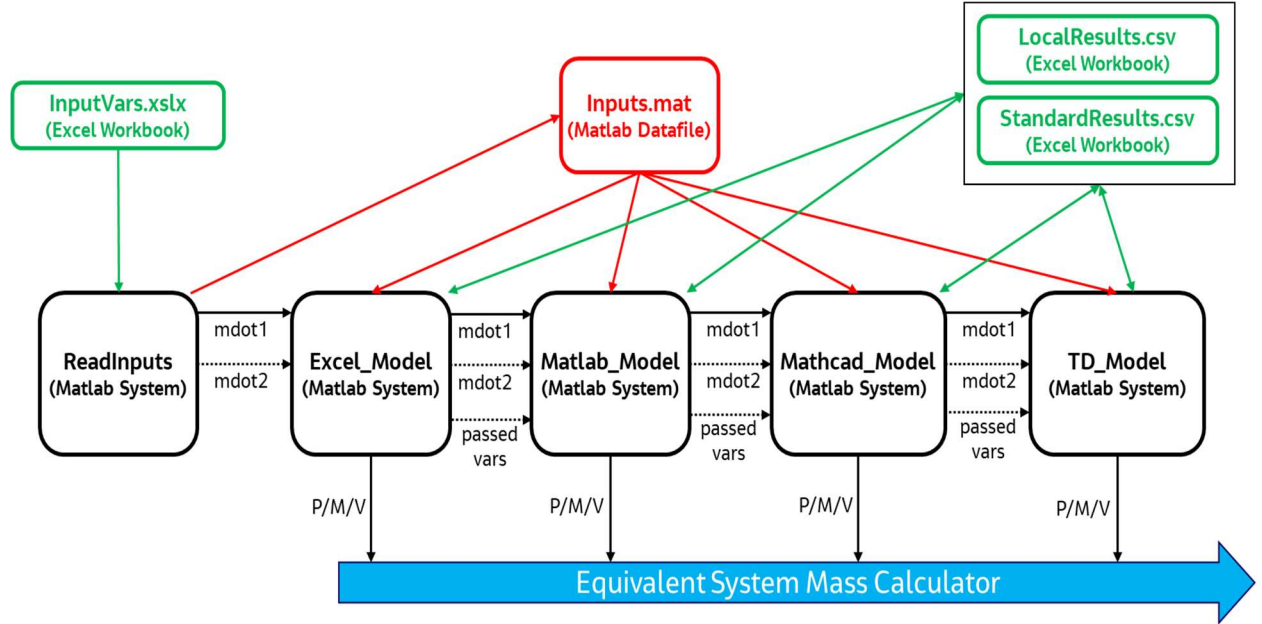 LocalResults.csv
(Excel Workbook)
StandardResults.csv
(Excel Workbook)
InputVars.xslx
(Excel Workbook)
Inputs.mat
(Matlab Datafile)
ReadInputs
(Matlab System)
mdot1
mdot2
Excel_Model
(Matlab System)
mdot1
mdot2
passed
vars
Matlab_Model
(Matlab System)
mdot1
mdot2
passed
vars
Mathcad_Model
(Matlab System)
mdot1
mdot2
passed
vars
TD_Model
(Matlab System)
P/M/V
P/M/V
P/M/V
P/M/V
Equivalent System Mass Calculator